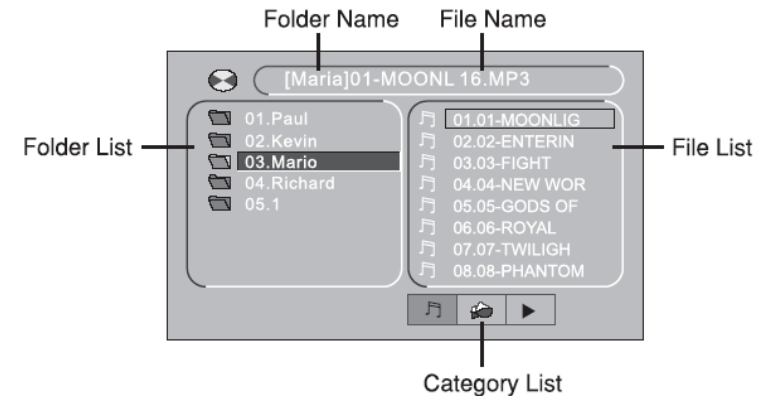 Folder Name
File Name
[Maria]01-MOONL 16.MP3
Folder List
01.Paul
02.Kevin
03.Mario
04.Richard
05.1
01.01-MOONLIG
02.02-ENTERIN
03.03-FIGHT
04.04-NEW WOR
05.05-GODS OF
06.06-ROYAL
07.07-TWILIGH
08.08-PHANTOM
File List
Category List